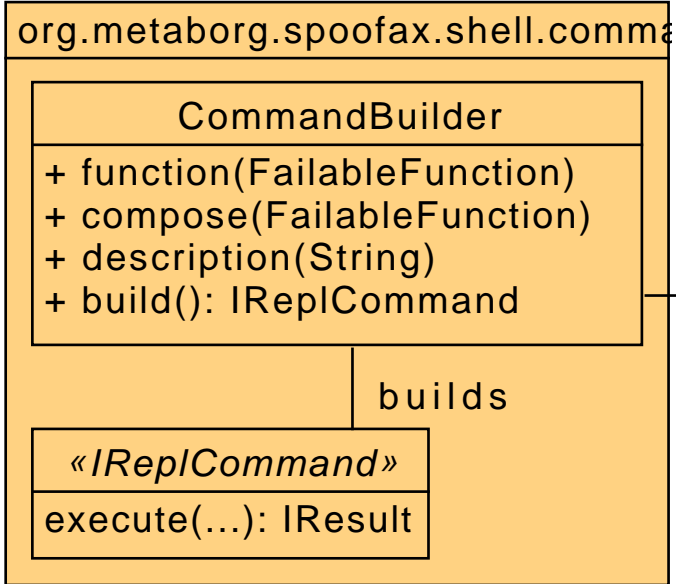 org.metaborg.spoofax.shell.comma
CommandBuilder
+ function(FailableFunction)
+ compose(FailableFunction)
+ description(String)
+ build(): IReplCommand
builds
«IReplCommand»
execute(...): IResult